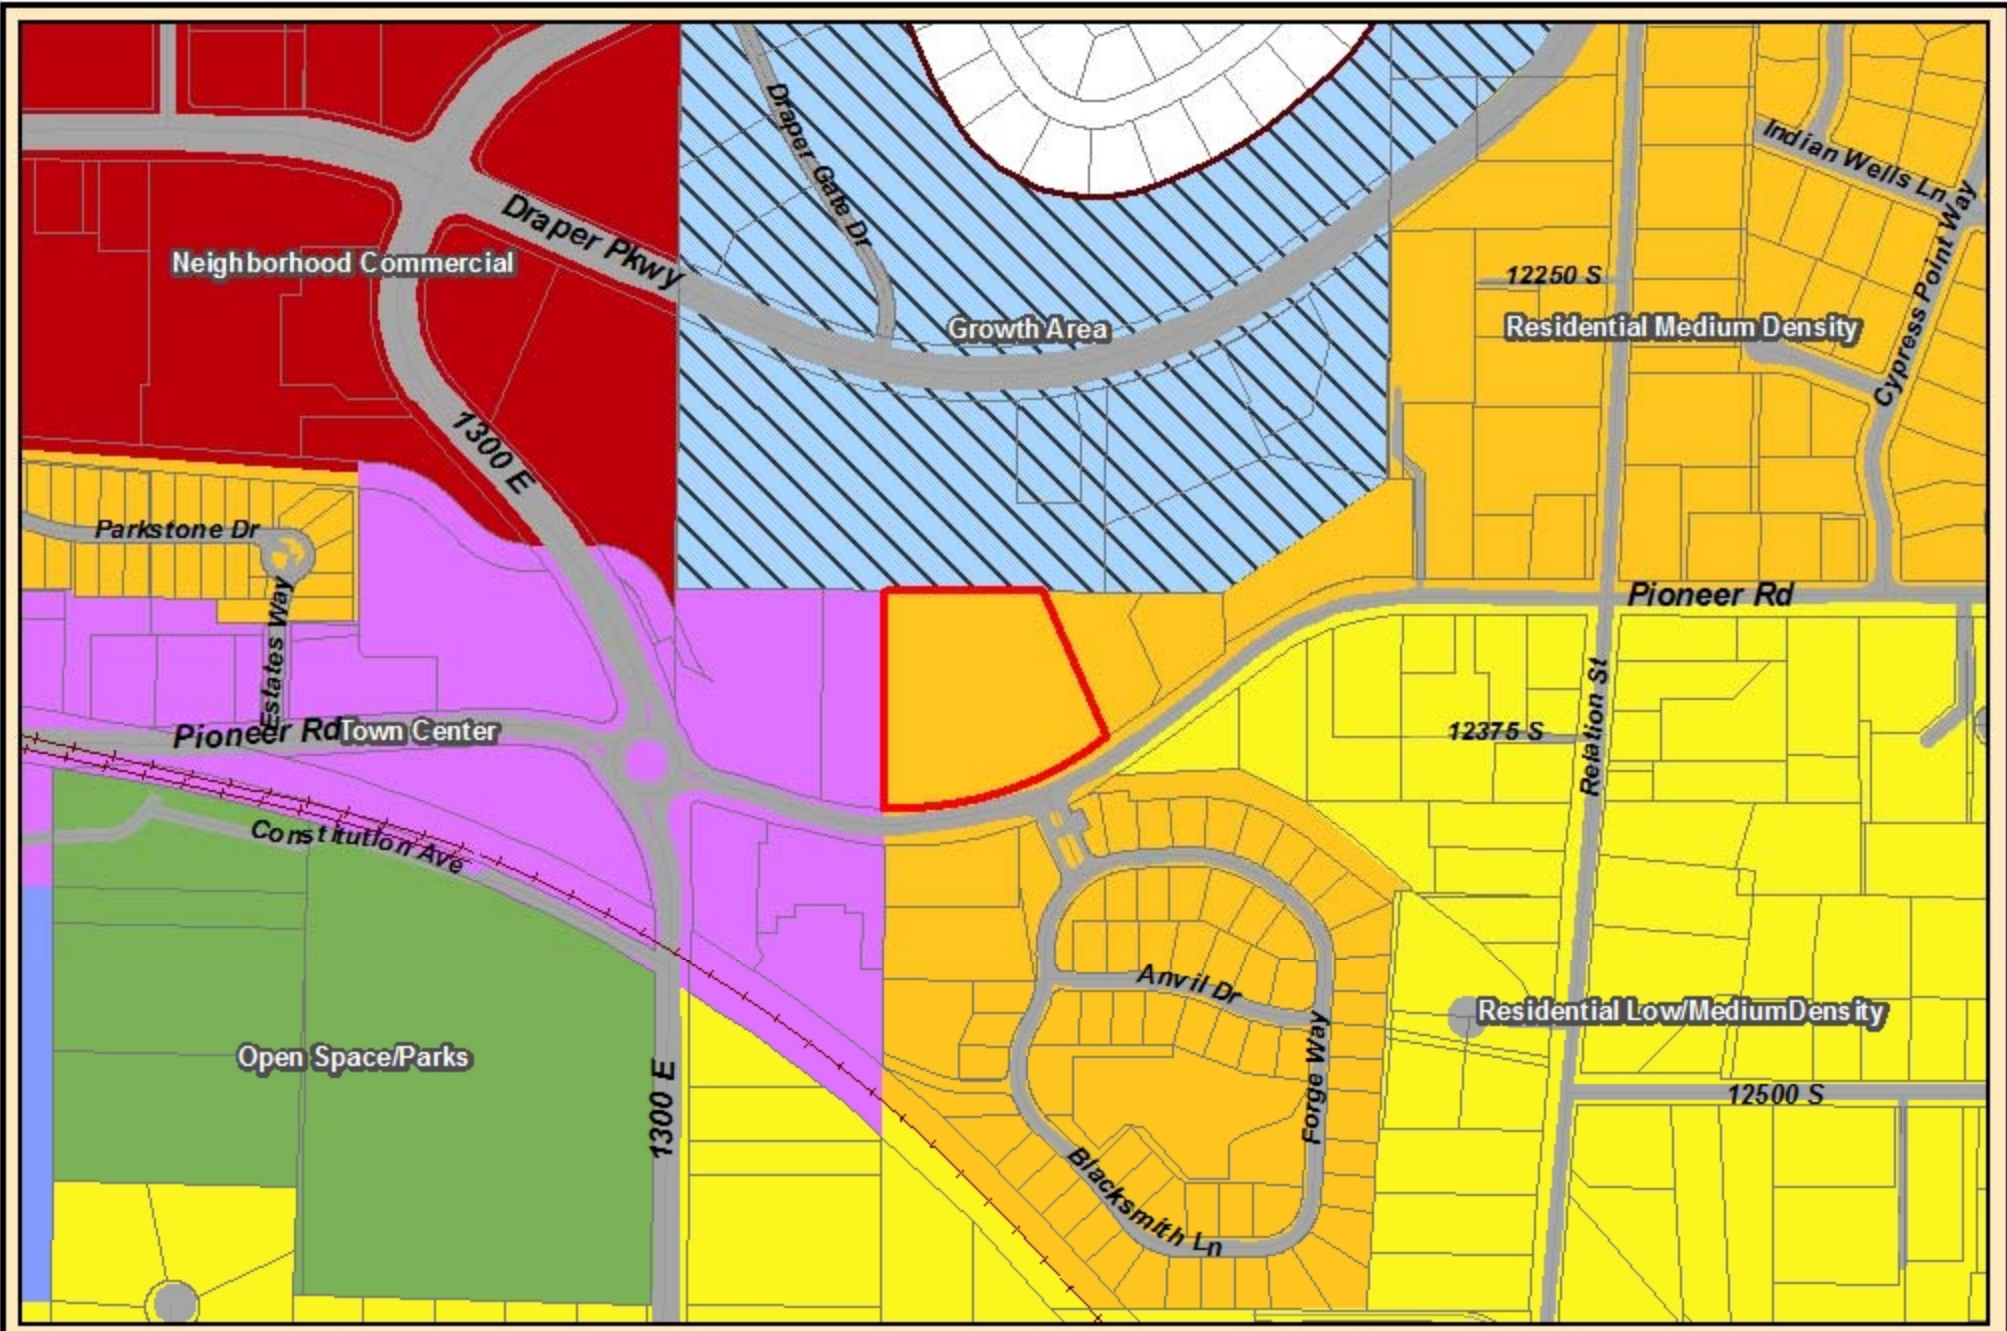 Draper Gate Dr
Indian Wells Ln
Cypress Point Way
Draper Pkwy
Neighborhood Commercial
12250 S
Growth Area
Residential Medium Density
1300 E
Parkstone Dr
Estates Way
Pioneer Rd
Pioneer Rd
Town Center
12375 S
Relation St
Constitution Ave
Anvil Dr
Residential Low/MediumDensity
Open Space/Parks
Forge Way
1300 E
12500 S
Blacksmith Ln